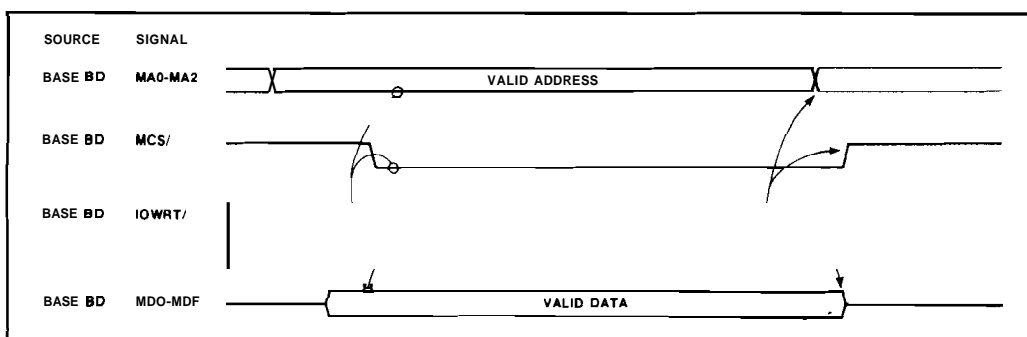 SOURCE SIGNAL
BASE BD MA0-MA2 VALID ADDRESS
BASE BD MCS/
BASE BD IOWRT/
BASE BD MDO-MDF VALID DATA